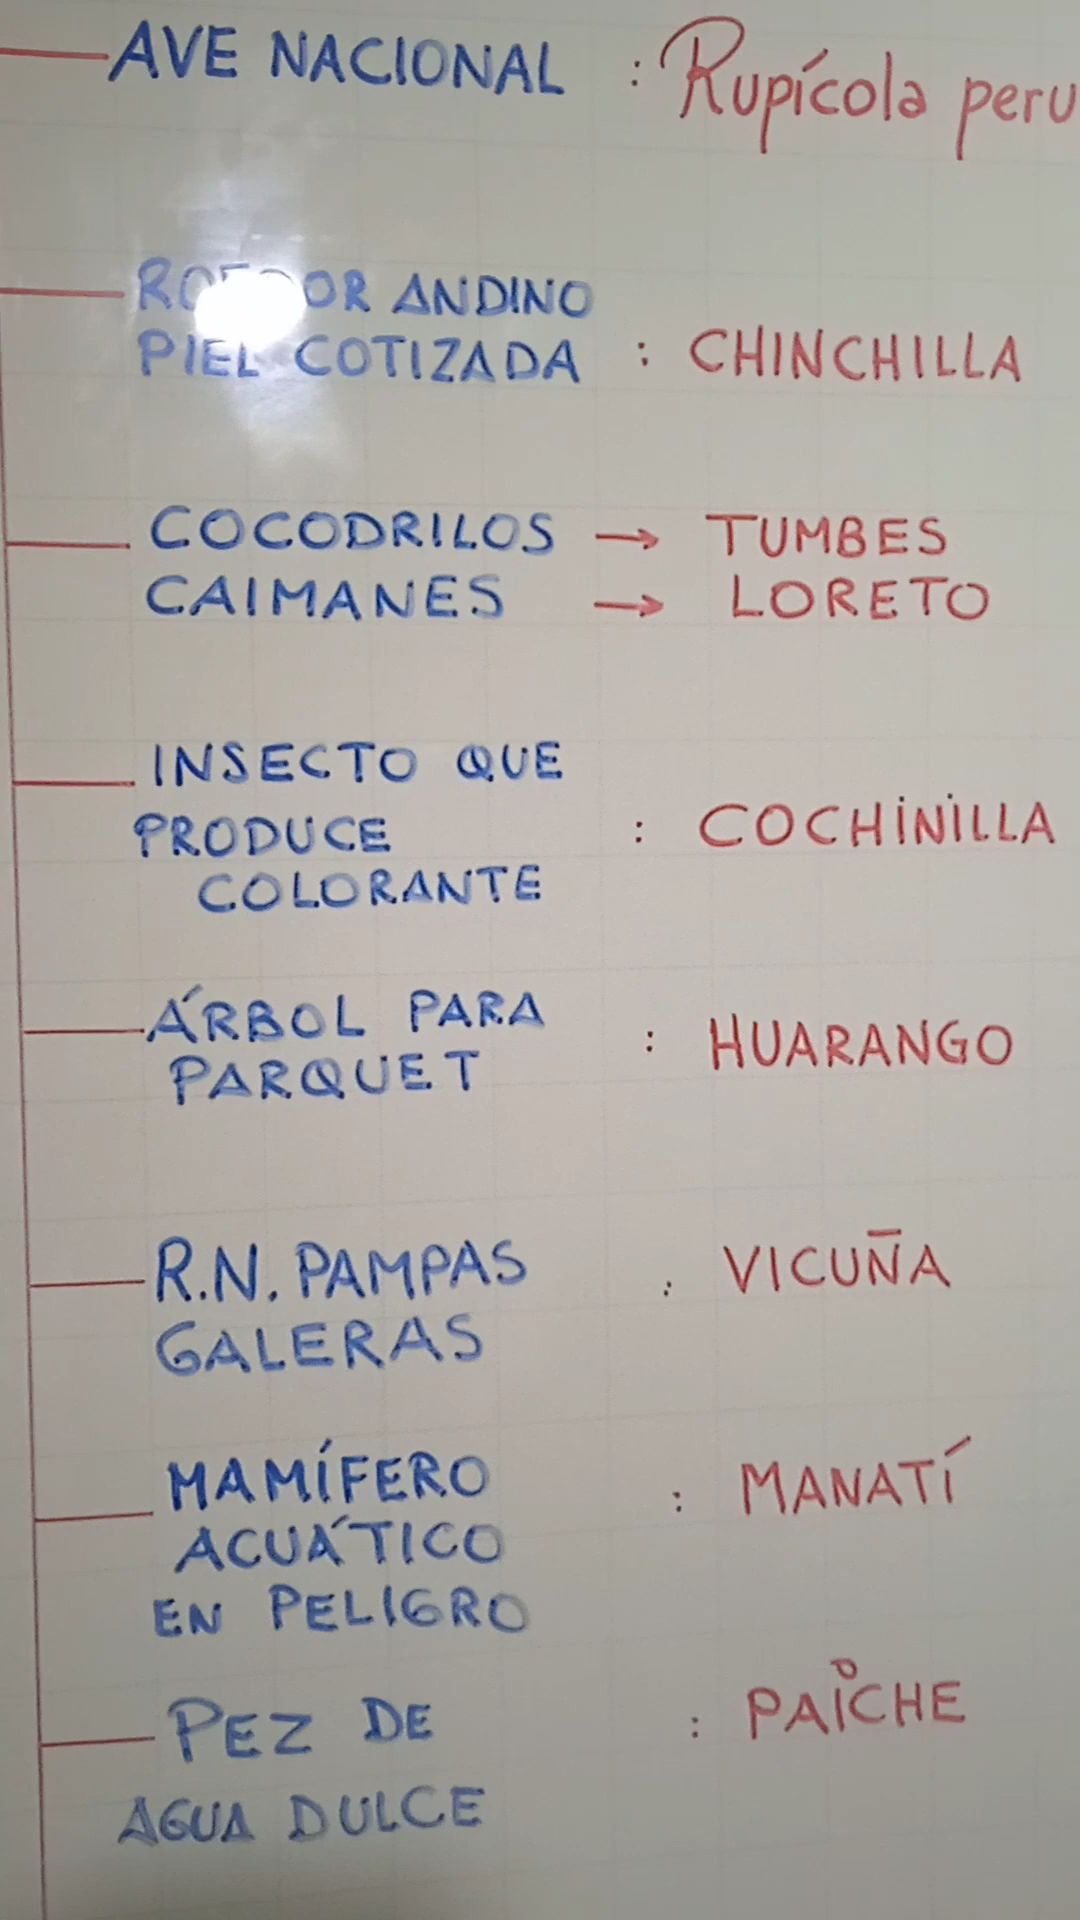 AVE NACIONAL : Rupícola peru
ROEDOR ANDINO
PIEL COTIZADA : CHINCHILLA
COCODRILOS → TUMBES
CAIMANES → LORETO
INSECTO QUE
PRODUCE : COCHINILLA
COLORANTE
ÁRBOL PARA : HUARANGO
PARQUET
R.N. PAMPAS : VICUÑA
GALERAS
MAMÍFERO : MANATÍ
ACUÁTICO
EN PELIGRO
PEZ DE : PAICHE
AGUA DULCE